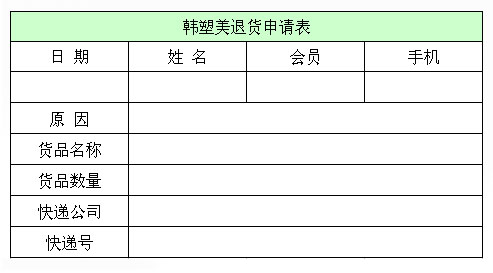 韩塑美退货申请表
日 期 姓 名 会员 手机
原 因
货品名称
货品数量
快递公司
快递号